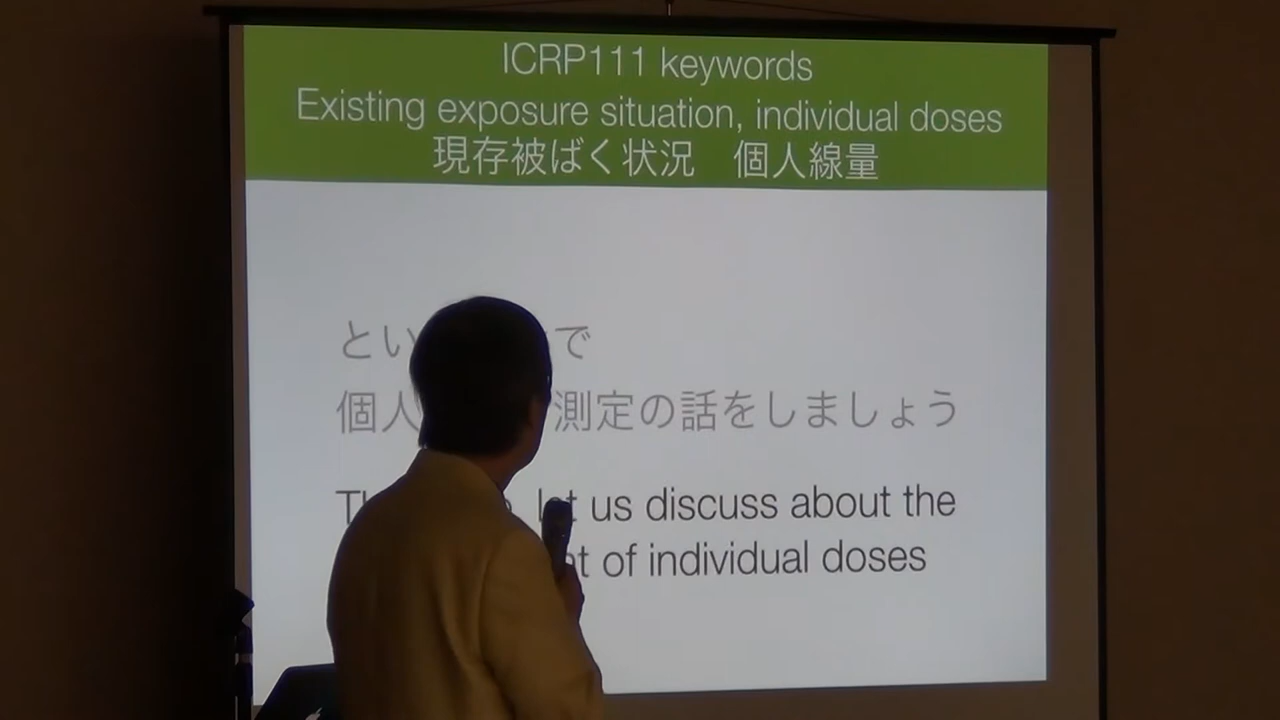 ICRP111 keywords
Existing exposure situation, individual doses
現存被ばく状況　個人線量
とい で
個人 測定の話をしましょう
let us discuss about the
of individual doses